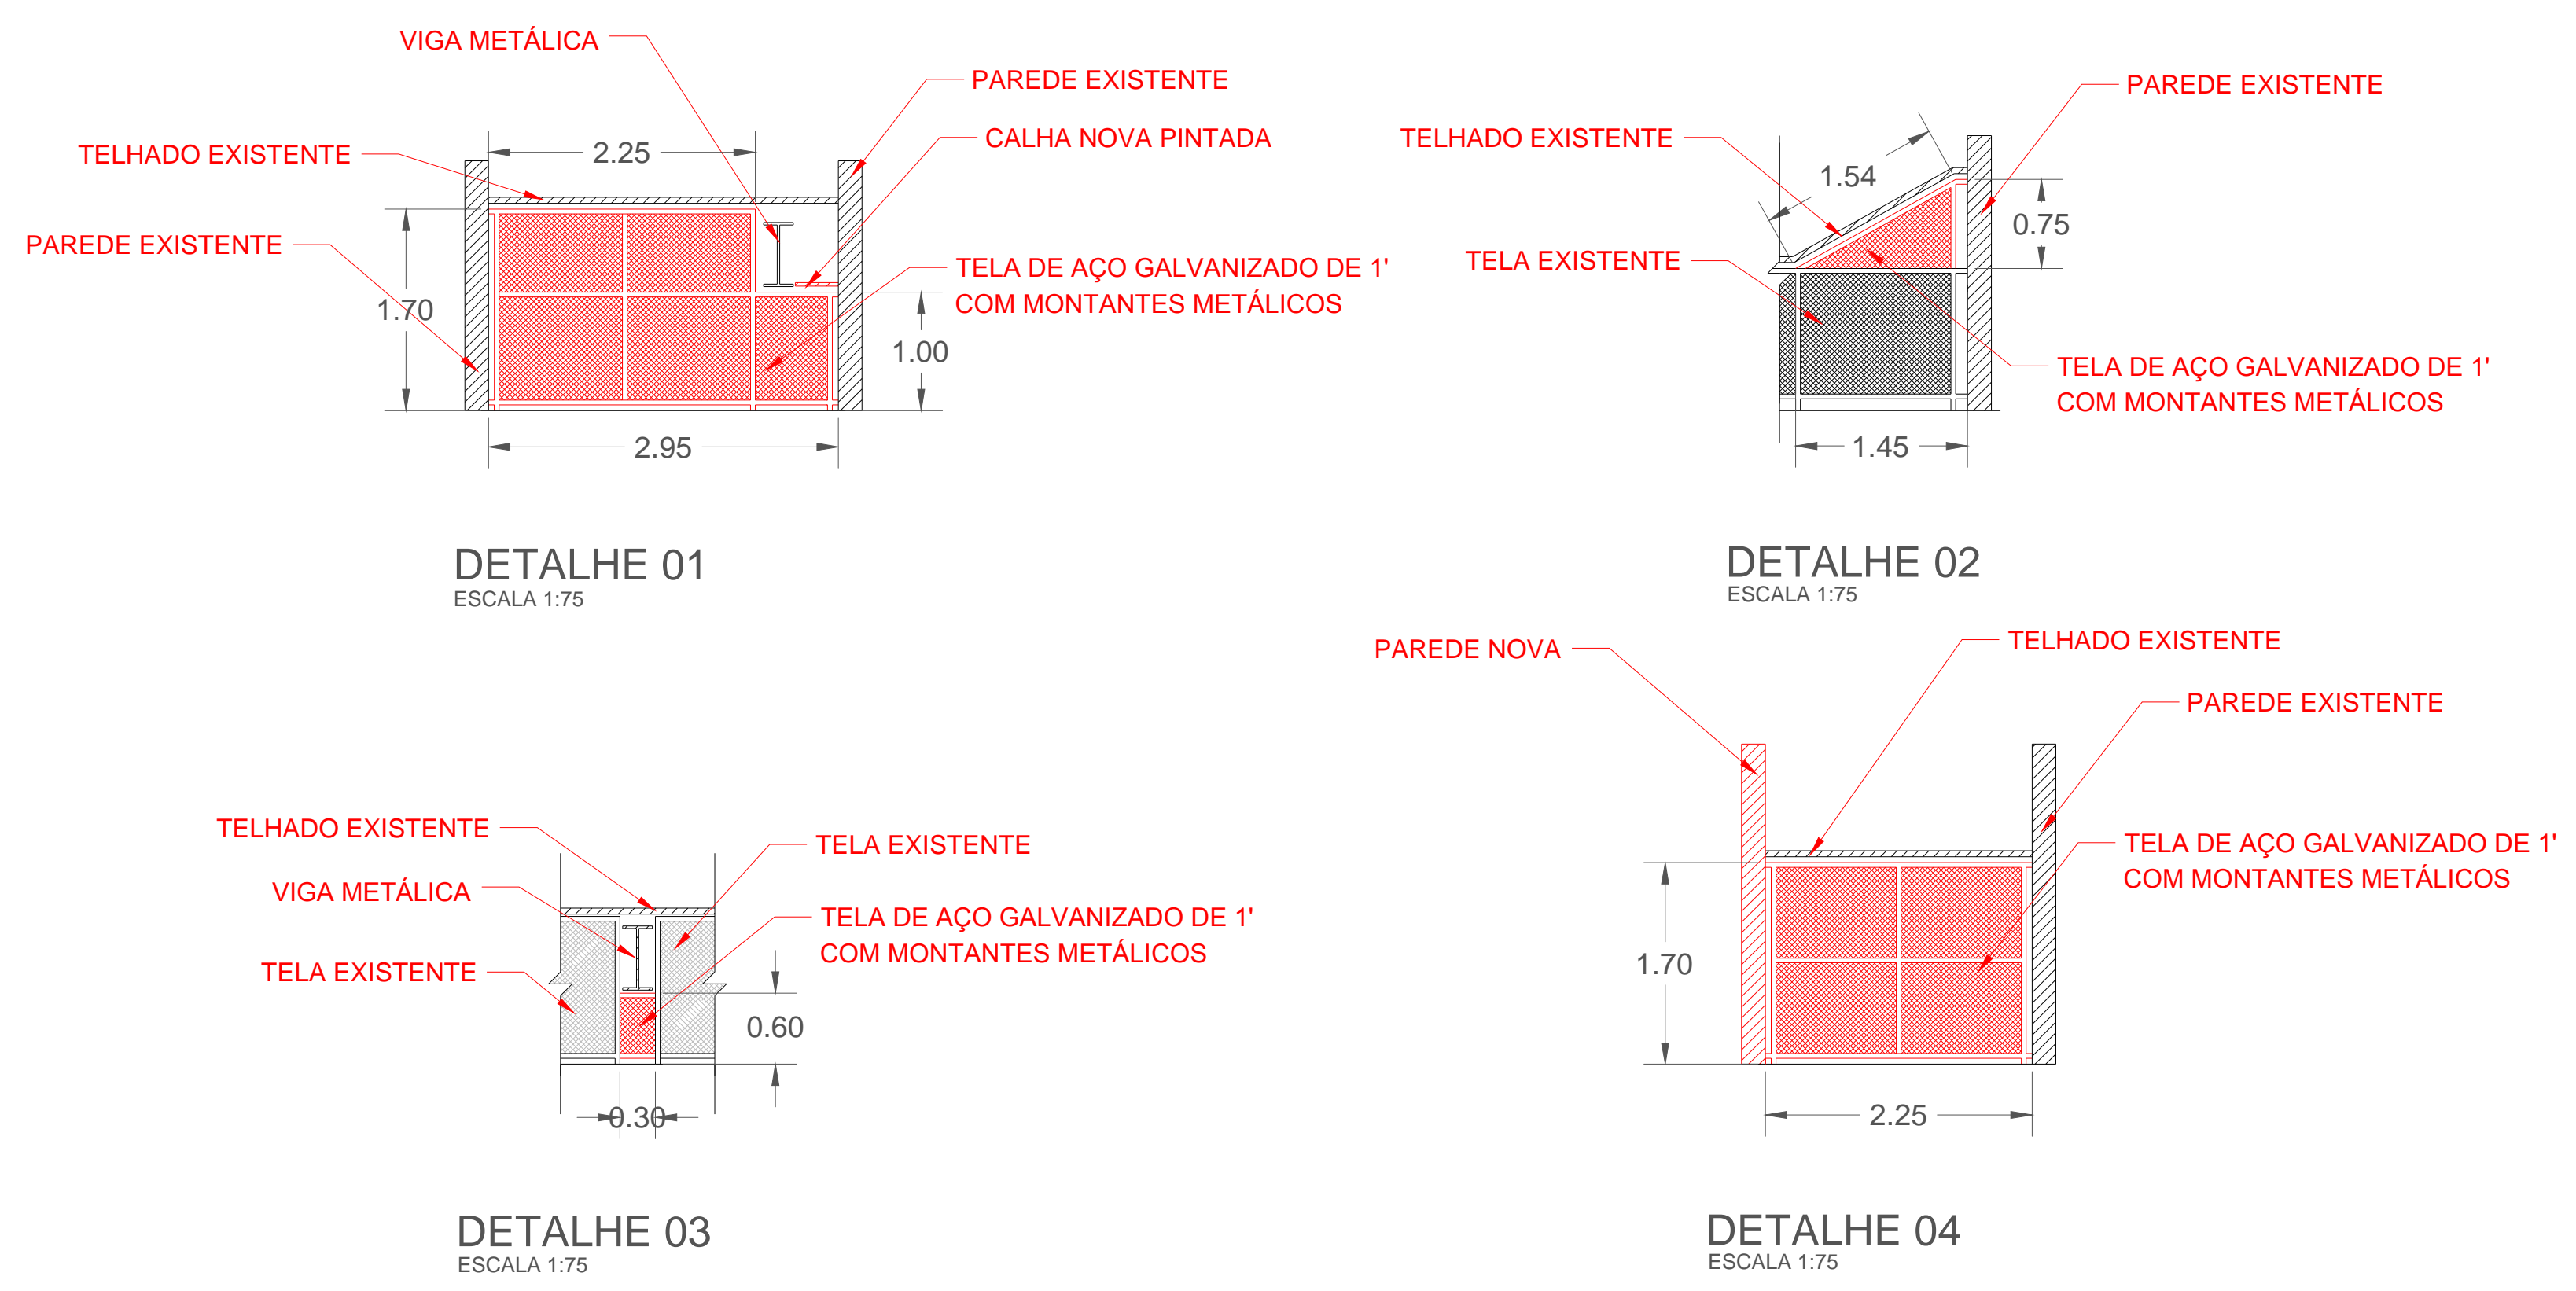 VIGA METÁLICA
PAREDE EXISTENTE
CALHA NOVA PINTADA
TELHADO EXISTENTE
2.25
PAREDE EXISTENTE
TELA DE AÇO GALVANIZADO DE 1'
COM MONTANTES METÁLICOS
1.70
1.00
2.95
DETALHE 01
ESCALA 1:75
PAREDE EXISTENTE
TELHADO EXISTENTE
1.54
0.75
TELA EXISTENTE
TELA DE AÇO GALVANIZADO DE 1'
COM MONTANTES METÁLICOS
1.45
DETALHE 02
ESCALA 1:75
TELHADO EXISTENTE
TELA EXISTENTE
VIGA METÁLICA
TELA DE AÇO GALVANIZADO DE 1'
COM MONTANTES METÁLICOS
TELA EXISTENTE
0.60
0.30
DETALHE 03
ESCALA 1:75
PAREDE NOVA
TELHADO EXISTENTE
PAREDE EXISTENTE
TELA DE AÇO GALVANIZADO DE 1'
COM MONTANTES METÁLICOS
1.70
2.25
DETALHE 04
ESCALA 1:75